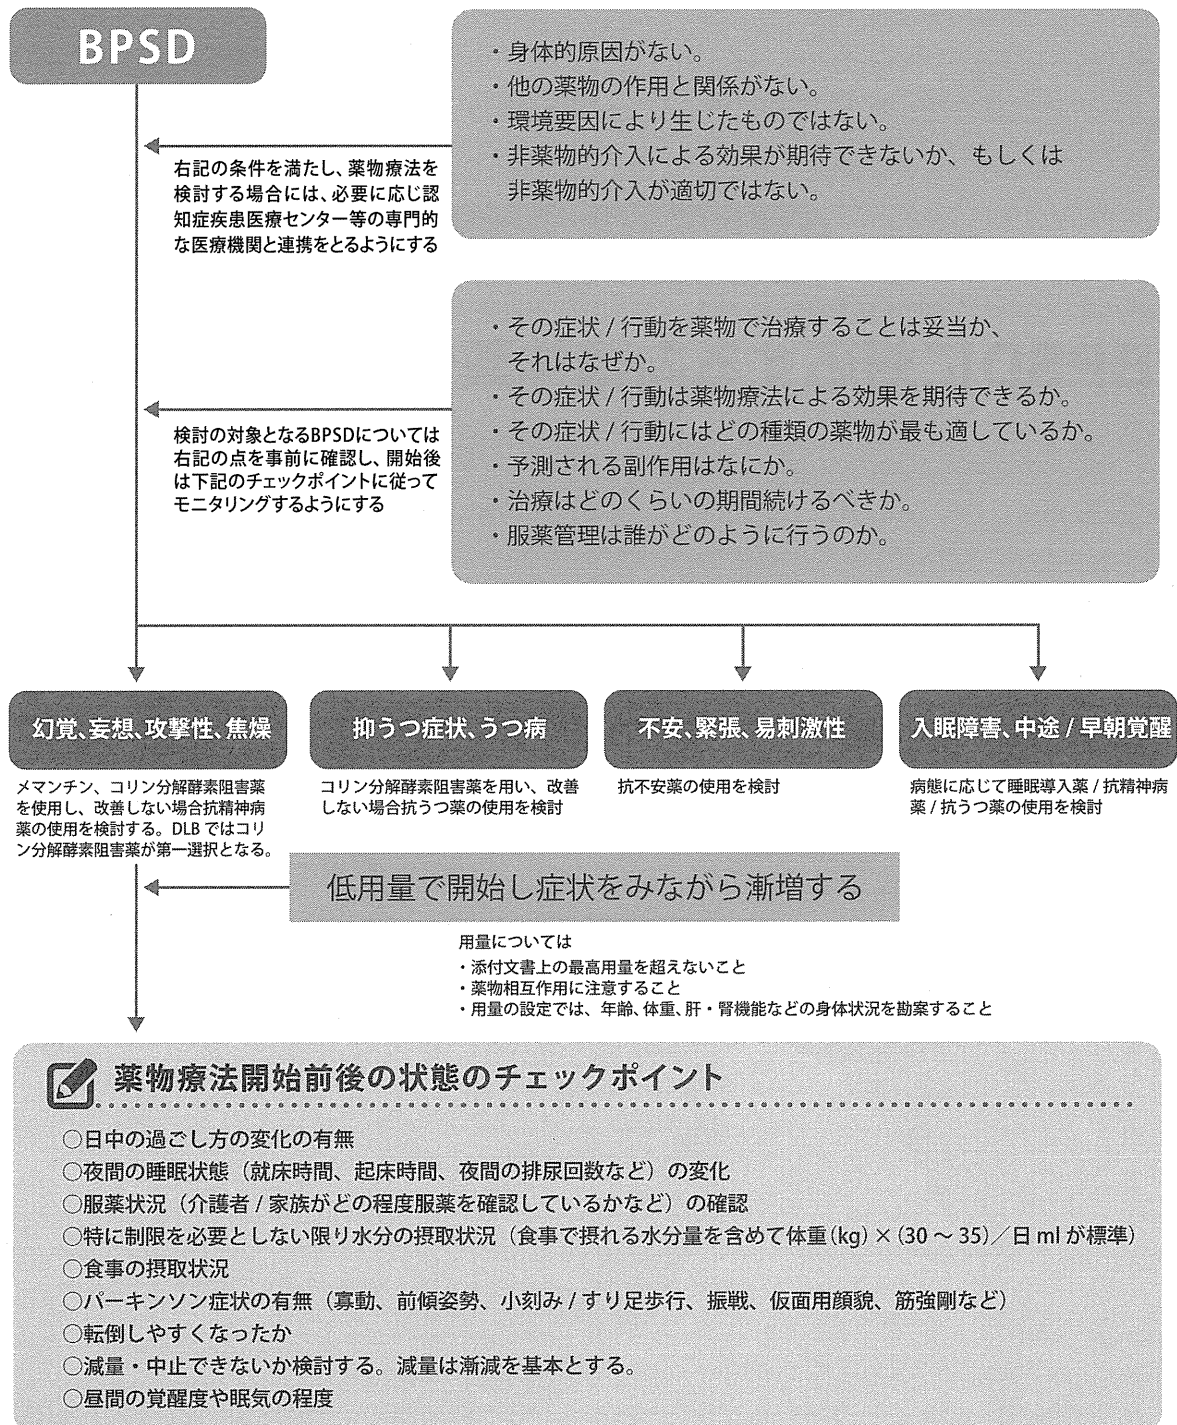 BPSD
・身体的原因がない。
・他の薬物の作用と関係がない。
・環境要因により生じたものではない。
・非薬物的介入による効果が期待できないか、もしくは
非薬物的介入が適切ではない。
右記の条件を満たし、薬物療法を
検討する場合には、必要に応じ認
知症疾患医療センター等の専門的
な医療機関と連携をとるようにする
・その症状 / 行動を薬物で治療することは妥当か、
それはなぜか。
・その症状 / 行動は薬物療法による効果を期待できるか。
・その症状 / 行動にはどの種類の薬物が最も適しているか。
・予測される副作用はなにか。
・治療はどのくらいの期間続けるべきか。
・服薬管理は誰がどのように行うのか。
検討の対象となるBPSDについては
右記の点を事前に確認し、開始後
は下記のチェックポイントに従って
モニタリングするようにする
幻覚、妄想、攻撃性、焦燥
メマンチン、コリン分解酵素阻害薬
を使用し、改善しない場合抗精神病
薬の使用を検討する。DLB ではコリ
ン分解酵素阻害薬が第一選択となる。
抑うつ症状、うつ病
コリン分解酵素阻害薬を用い、改善
しない場合抗うつ薬の使用を検討
不安、緊張、易刺激性
抗不安薬の使用を検討
入眠障害、中途 / 早朝覚醒
病態に応じて睡眠導入薬 / 抗精神病
薬 / 抗うつ薬の使用を検討
低用量で開始し症状をみながら漸増する
用量については
・添付文書上の最高用量を超えないこと
・薬物相互作用に注意すること
・用量の設定では、年齢、体重、肝・腎機能などの身体状況を勘案すること
薬物療法開始前後の状態のチェックポイント
○日中の過ごし方の変化の有無
○夜間の睡眠状態（就床時間、起床時間、夜間の排尿回数など）の変化
○服薬状況（介護者 / 家族がどの程度服薬を確認しているかなど）の確認
○特に制限を必要としない限り水分の摂取状況（食事で摂れる水分量を含めて体重(kg)×(30 〜 35)／日 ml が標準）
○食事の摂取状況
○パーキンソン症状の有無（寡動、前傾姿勢、小刻み / すり足歩行、振戦、仮面用顔貌、筋強剛など）
○転倒しやすくなったか
○減量・中止できないか検討する。減量は漸減を基本とする。
○昼間の覚醒度や眠気の程度